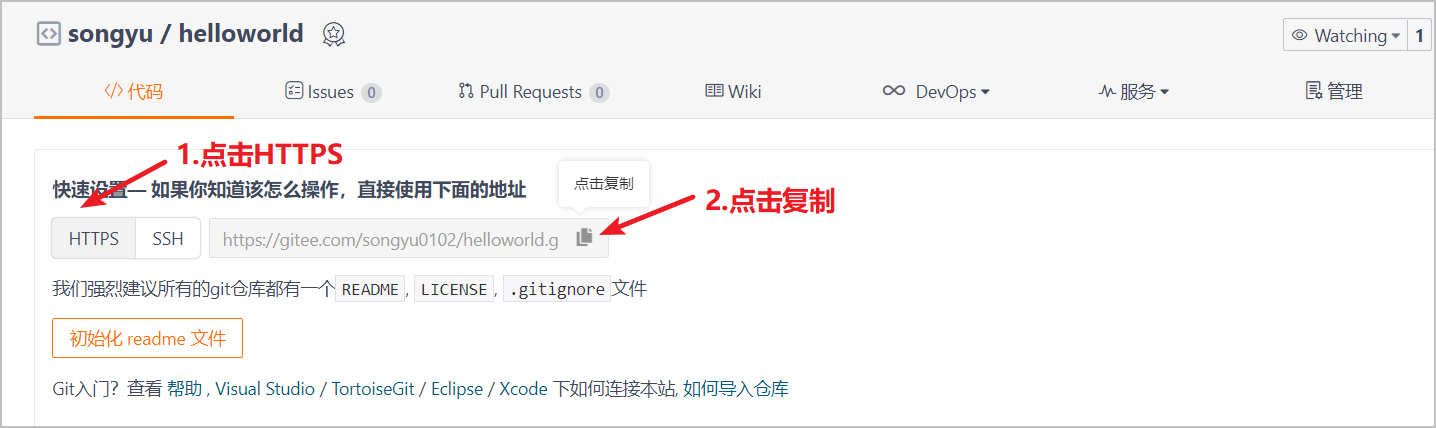 songyu / helloworld
Watching 1
代码 Issues 0 Pull Requests 0 Wiki DevOps 服务 管理
1.点击HTTPS
快速设置— 如果你知道该怎么操作，直接使用下面的地址
点击复制
2.点击复制
HTTPS SSH https://gitee.com/songyu0102/helloworld.g
我们强烈建议所有的git仓库都有一个 README, LICENSE, .gitignore 文件
初始化 readme 文件
Git入门？查看 帮助 , Visual Studio / TortoiseGit / Eclipse / Xcode 下如何连接本站, 如何导入仓库